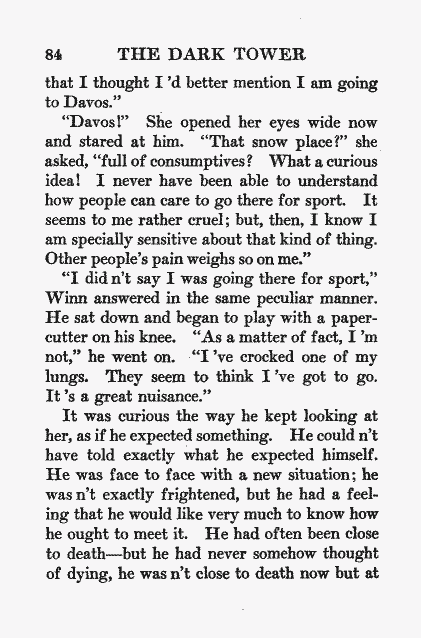 84 THE DARK TOWER
that I thought I 'd better mention I am going
to Davos."
"Davos!" She opened her eyes wide now
and stared at him. "That snow place?" she
asked, "full of consumptives? What a curious
idea! I never have been able to understand
how people can care to go there for sport. It
seems to me rather cruel; but, then, I know I
am specially sensitive about that kind of thing.
Other people's pain weighs so on me."
"I did n't say I was going there for sport,"
Winn answered in the same peculiar manner.
He sat down and began to play with a paper-
cutter on his knee. "As a matter of fact, I 'm
not," he went on. "I 've crocked one of my
lungs. They seem to think I 've got to go.
It 's a great nuisance."
It was curious the way he kept looking at
her, as if he expected something. He could n't
have told exactly what he expected himself.
He was face to face with a new situation; he
was n't exactly frightened, but he had a feel-
ing that he would like very much to know how
he ought to meet it. He had often been close
to death—but he had never somehow thought
of dying, he was n't close to death now but at